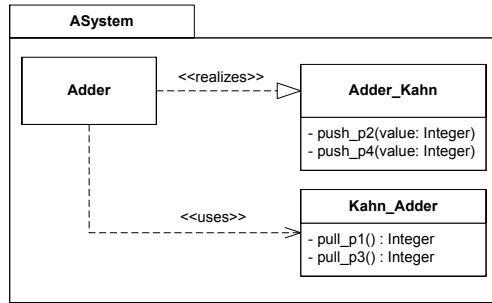 ASystem
Adder
<<realizes>>
Adder_Kahn
- push_p2(value: Integer)
- push_p4(value: Integer)
<<uses>>
Kahn_Adder
- pull_p1() : Integer
- pull_p3() : Integer